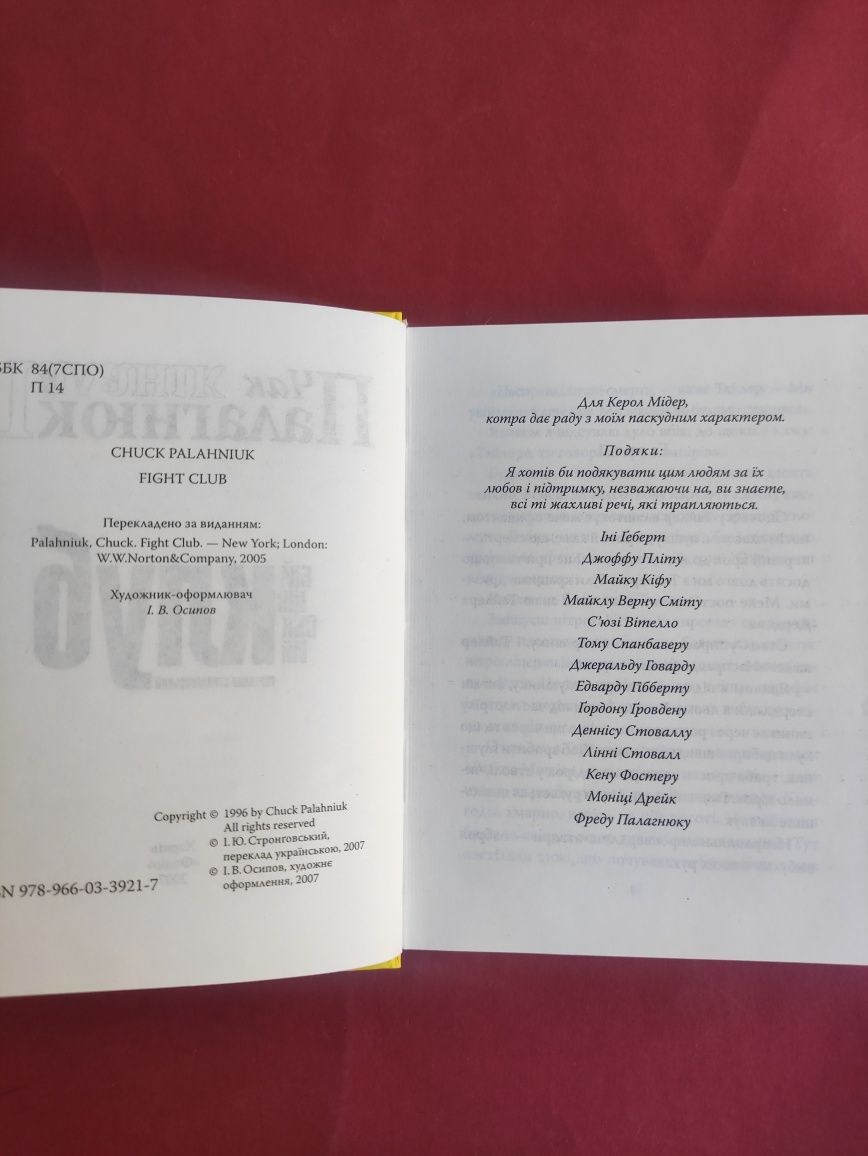 ББК 84(7СПО)
П 14
CHUCK PALAHNIUK
FIGHT CLUB
Перекладено за виданням:
Palahniuk, Chuck. Fight Club. — New York; London:
W.W.Norton&Company, 2005
Художник-оформлювач
І. В. Осипов
Copyright © 1996 by Chuck Palahniuk
All rights reserved
© І. Ю. Стронговський,
переклад українською, 2007
© І. В. Осипов, художнє
оформлення, 2007
N 978-966-03-3921-7
Для Керол Мідер,
котра дає раду з моїм паскудним характером.
Подяки:
Я хотів би подякувати цим людям за їх
любов і підтримку, незважаючи на, ви знаєте,
всі ті жахливі речі, які трапляються.
Іні Ґеберт
Джоффу Пліту
Майку Кіфу
Майклу Верну Сміту
С’юзі Вітелло
Тому Спанбаверу
Джеральду Говарду
Едварду Гібберту
Ґордону Ґровдену
Деннісу Стоваллу
Лінні Стовалл
Кену Фостеру
Моніці Дрейк
Фреду Палагнюку